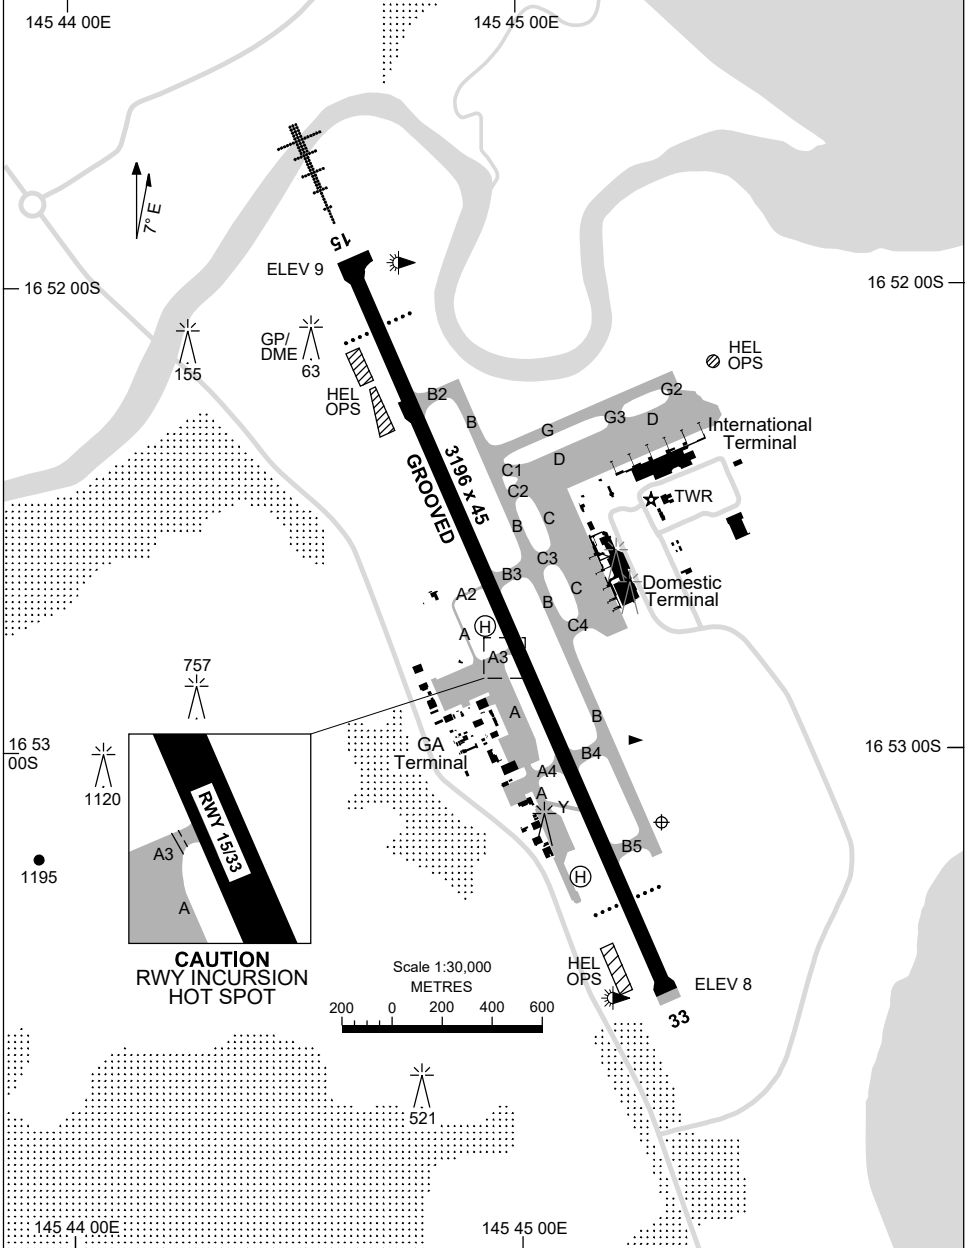 145 44 00E
145 45 00E
7° E
15
ELEV 9
16 52 00S
16 52 00S
GP/
DME
63
155
HEL
OPS
HEL
OPS
B2
G2
G3
D
B
G
International
Terminal
D
3196 x 45
GROOVED
C1
C2
TWR
B
C
C3
B3
Domestic
Terminal
C
A2
B
C4
H
A
A3
757
A
B
GA
Terminal
16 53
00S
16 53 00S
B4
A4
1120
A
Y
RWY 15/33
B5
A3
1195
H
A
CAUTION
RWY INCURSION
HOT SPOT
HEL
OPS
Scale 1:30,000
METRES
ELEV 8
200 0 200 400 600
33
521
145 44 00E
145 45 00E